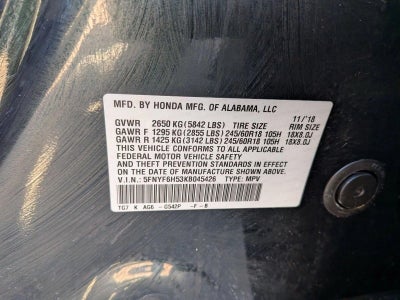 MFD. BY HONDA MFG. OF ALABAMA, LLC 11/'18
GVWR 2650 KG (5842 LBS) TIRE SIZE RIM SIZE
GAWR F 1295 KG (2855 LBS) 245/60R18 105H 18X8.0J
GAWR R 1425 KG (3142 LBS) 245/60R18 105H 18X8.0J
THIS VEHICLE CONFORMS TO ALL APPLICABLE
FEDERAL MOTOR VEHICLE SAFETY
AND THEFT PREVENTION STANDARDS IN EFFECT
ON THE DATE OF MANUFACTURE SHOWN ABOVE.
V.I.N.: 5FNYF6H53KB045426 TYPE: MPV
TG7 K AG6 -0342P -F -B